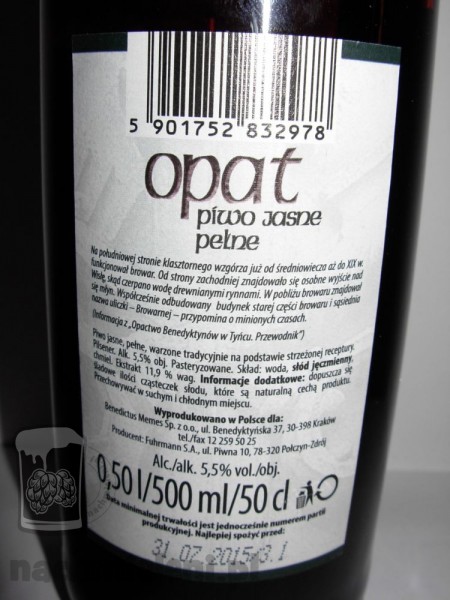 5 901752 832978
opat
piwo jasne
pełne
Na południowej stronie klasztornego wzgórza już od średniowiecza aż do XIX w.
funkcjonował browar. Od strony zachodniej znajdowało się osobne wyjście nad
Wisłę, skąd czerpano wodę drewnianymi rynnami. W pobliżu browaru znajdował
się młyn. Współcześnie odbudowany budynek starej części browaru i sąsiednia
nazwa uliczki – Browarnej – przypomina o minionych czasach.
(Informacja z „Opactwo Benedyktynów w Tyńcu. Przewodnik”)
Piwo jasne, pełne, warzone tradycyjnie na podstawie strzeżonej receptury.
Pilsener. Alk. 5,5% obj. Pasteryzowane. Skład: woda, słód jęczmienny,
chmiel. Ekstrakt 11,9 % wag. Informacje dodatkowe: dopuszcza się
śladowe ilości cząsteczek słodu, które są naturalną cechą produktu.
Przechowywać w suchym i chłodnym miejscu.
Wyprodukowano w Polsce dla:
Benedictus Memes Sp. z o.o., ul. Benedyktyńska 37, 30-398 Kraków
tel./fax 12 259 50 25
Producent: Fuhrmann S.A., ul. Piwna 10, 78-320 Połczyn-Zdrój
Alc./alk. 5,5% vol./obj.
0,50 l/500 ml/50 cl
Data minimalnej trwałości jest jednocześnie numerem partii
produkcyjnej. Najlepiej spożyć przed:
31.07.2015/3.1